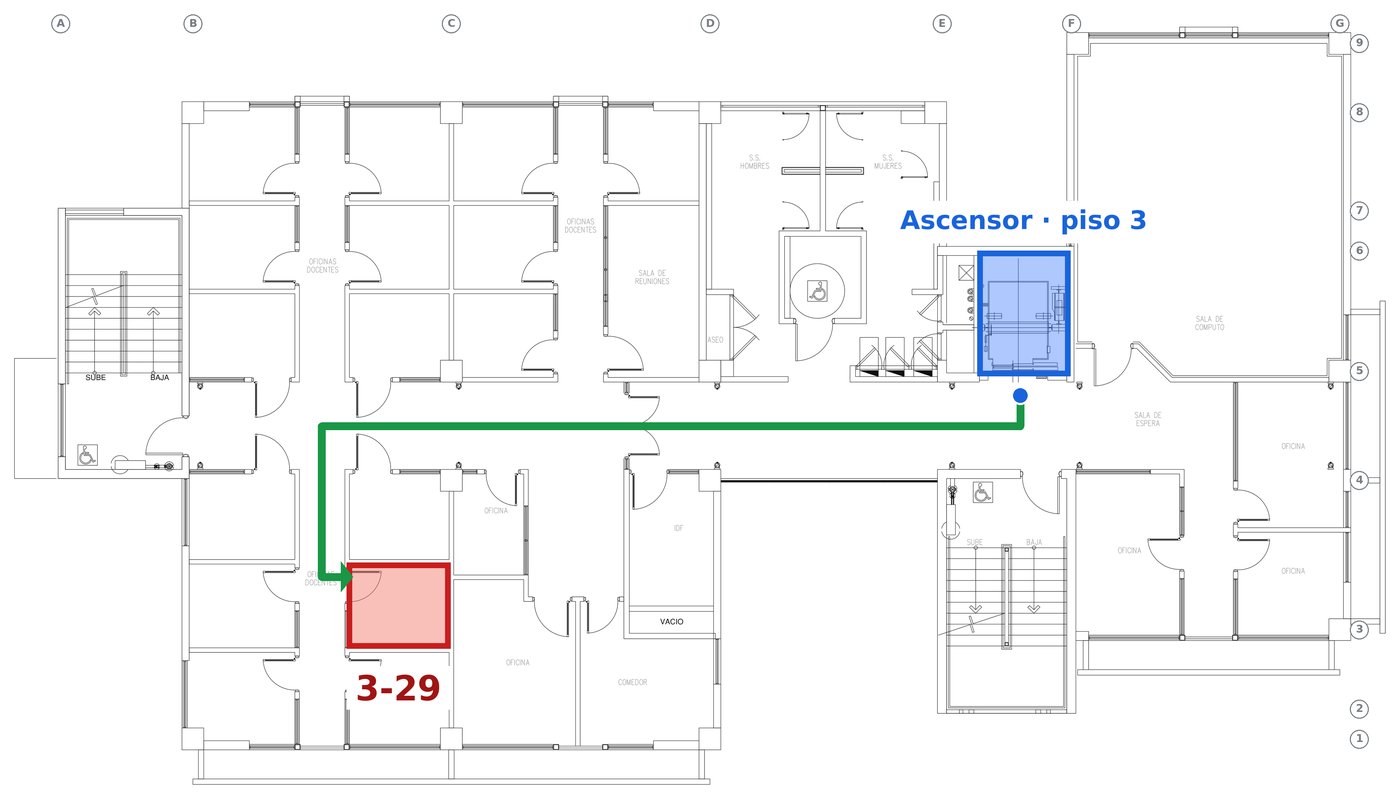 A
B
C
D
E
F
G
9
8
S.S.
HOMBRES
S.S.
MUJERES
7
OFICINAS
DOCENTES
Ascensor · piso 3
6
OFICINAS
DOCENTES
SALA DE
REUNIONES
SALA DE
COMPUTO
ASEO
5
SUBE
BAJA
SALA DE
ESPERA
OFICINA
4
OFICINA
IDF
SUBE
BAJA
OFICINA
OFICINA
OFICINAS
DOCENTES
VACIO
3
OFICINA
COMEDOR
3-29
2
1